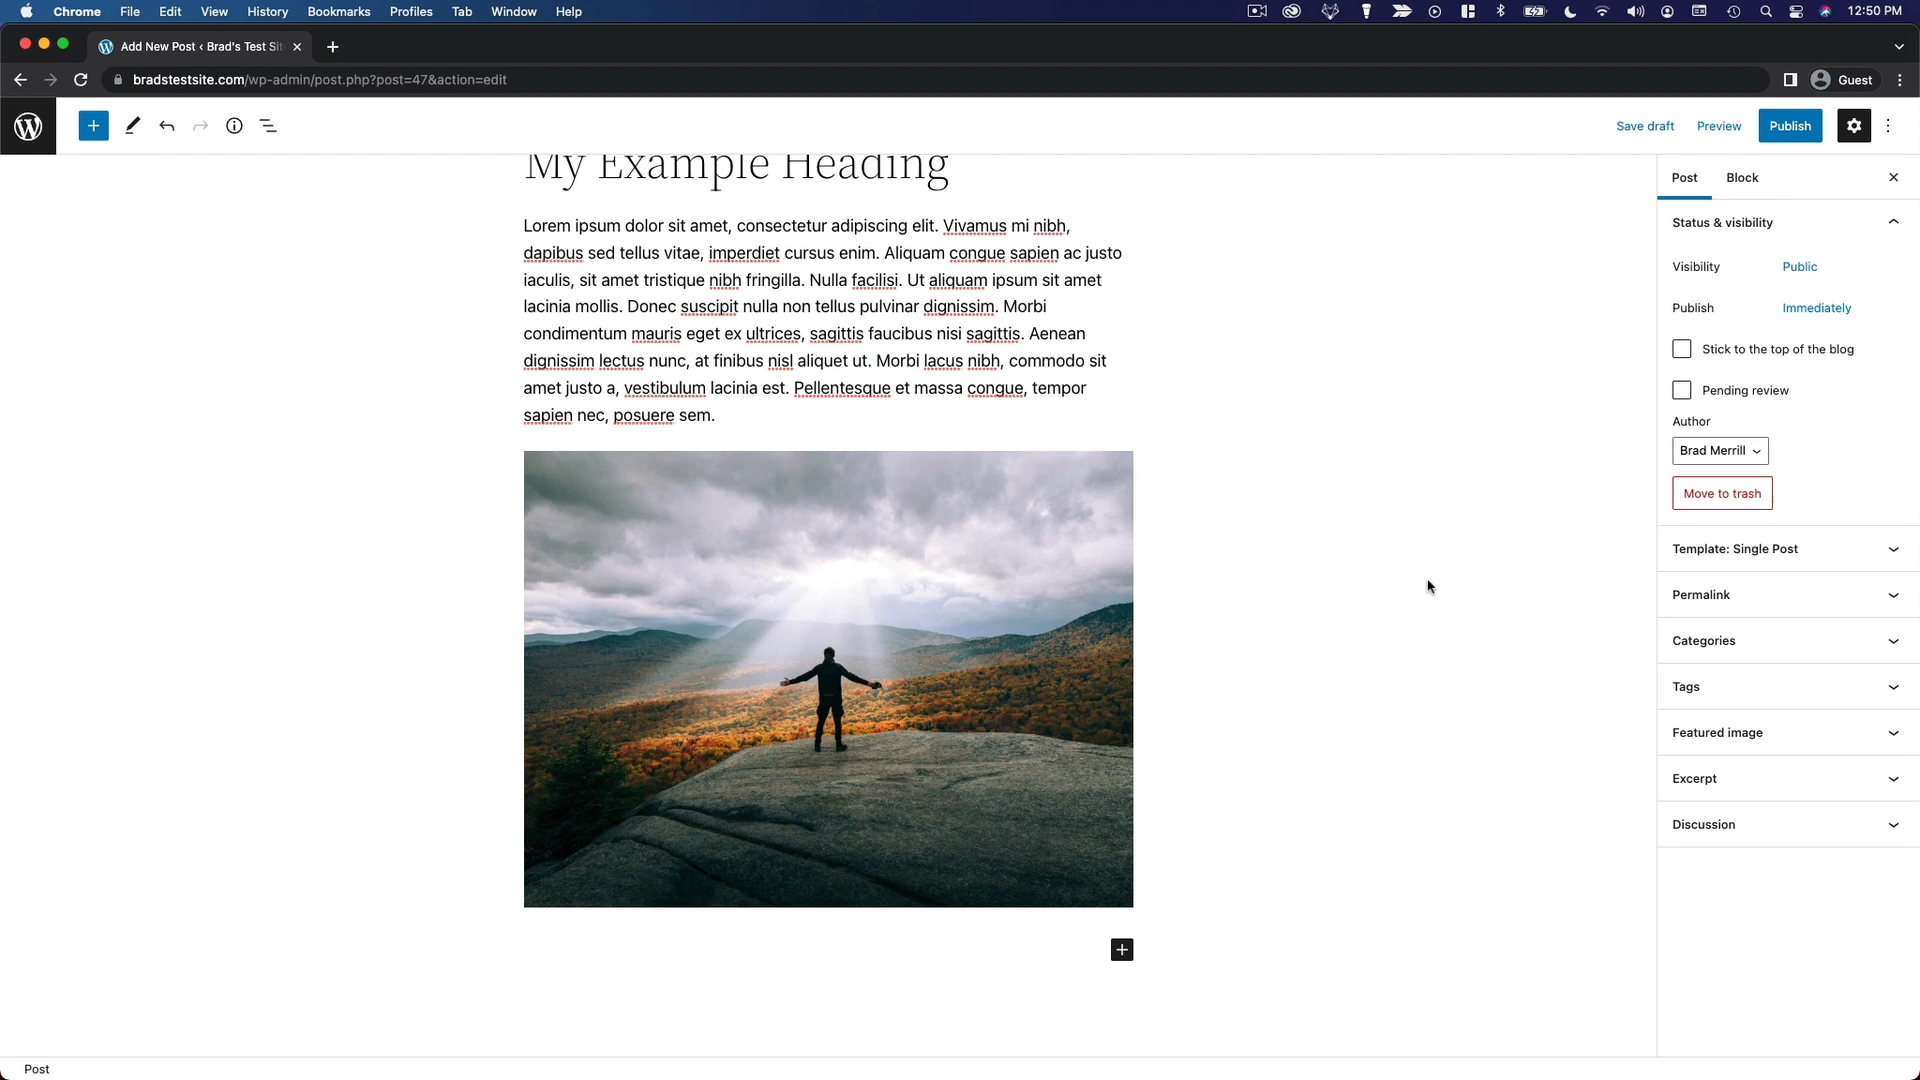 Chrome File Edit View History Bookmarks Profiles Tab Window Help 12:50 PM
Add New Post ‹ Brad's Test Sit
bradstestsite.com/wp-admin/post.php?post=47&action=edit
Guest
Save draft Preview Publish
My Example Heading
Lorem ipsum dolor sit amet, consectetur adipiscing elit. Vivamus mi nibh,
dapibus sed tellus vitae, imperdiet cursus enim. Aliquam congue sapien ac justo
iaculis, sit amet tristique nibh fringilla. Nulla facilisi. Ut aliquam ipsum sit amet
lacinia mollis. Donec suscipit nulla non tellus pulvinar dignissim. Morbi
condimentum mauris eget ex ultrices, sagittis faucibus nisi sagittis. Aenean
dignissim lectus nunc, at finibus nisl aliquet ut. Morbi lacus nibh, commodo sit
amet justo a, vestibulum lacinia est. Pellentesque et massa congue, tempor
sapien nec, posuere sem.
Post Block
Status & visibility
Visibility Public
Publish Immediately
Stick to the top of the blog
Pending review
Author
Brad Merrill
Move to trash
Template: Single Post
Permalink
Categories
Tags
Featured image
Excerpt
Discussion
Post